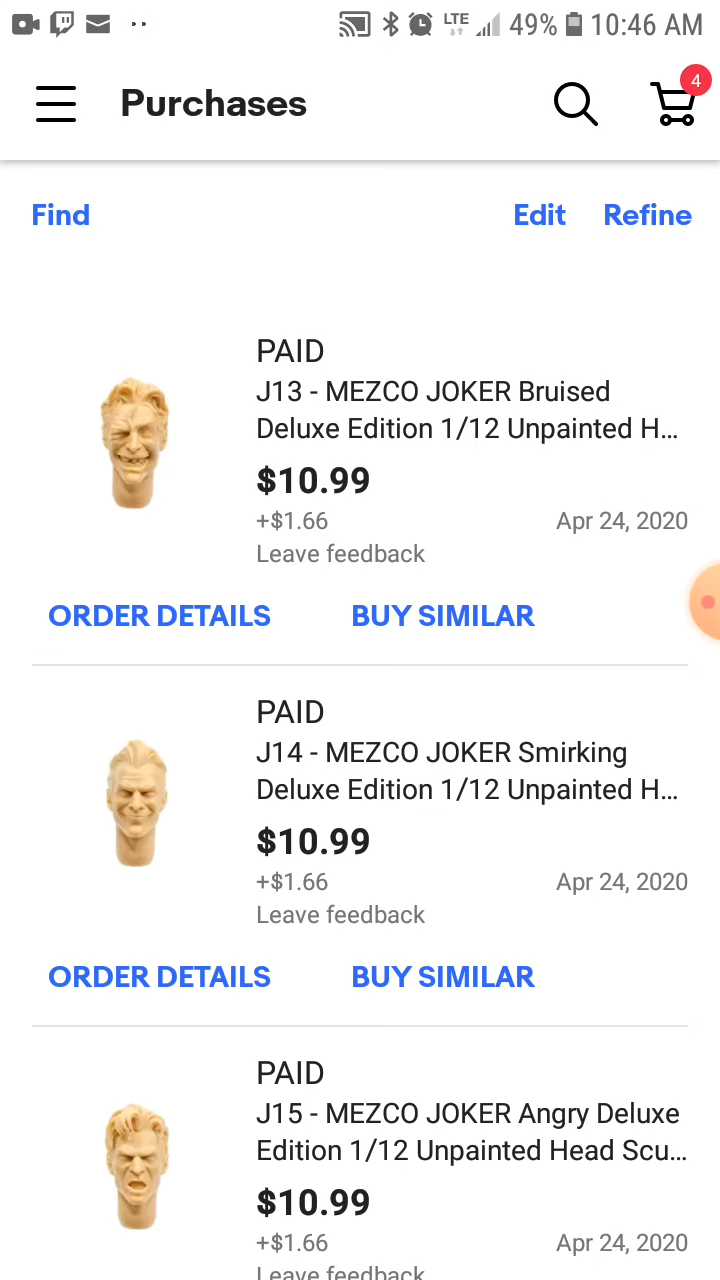 LTE 49% 10:46 AM
Purchases 4
Find Edit Refine
PAID
J13 - MEZCO JOKER Bruised
Deluxe Edition 1/12 Unpainted H...
$10.99
+$1.66 Apr 24, 2020
Leave feedback
ORDER DETAILS BUY SIMILAR
PAID
J14 - MEZCO JOKER Smirking
Deluxe Edition 1/12 Unpainted H...
$10.99
+$1.66 Apr 24, 2020
Leave feedback
ORDER DETAILS BUY SIMILAR
PAID
J15 - MEZCO JOKER Angry Deluxe
Edition 1/12 Unpainted Head Scu...
$10.99
+$1.66 Apr 24, 2020
Leave feedback